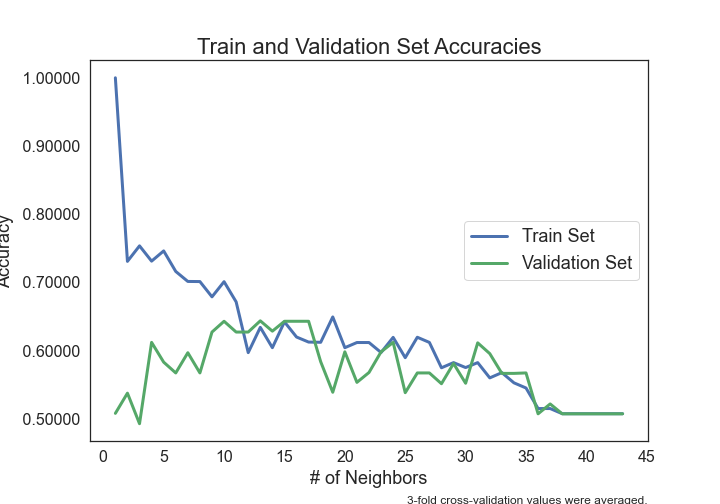 Train and Validation Set Accuracies
1.00000
0.90000
0.80000
0.70000
0.60000
0.50000
Accuracy
Train Set
Validation Set
0 5 10 15 20 25 30 35 40 45
# of Neighbors
3-fold cross-validation values were averaged.